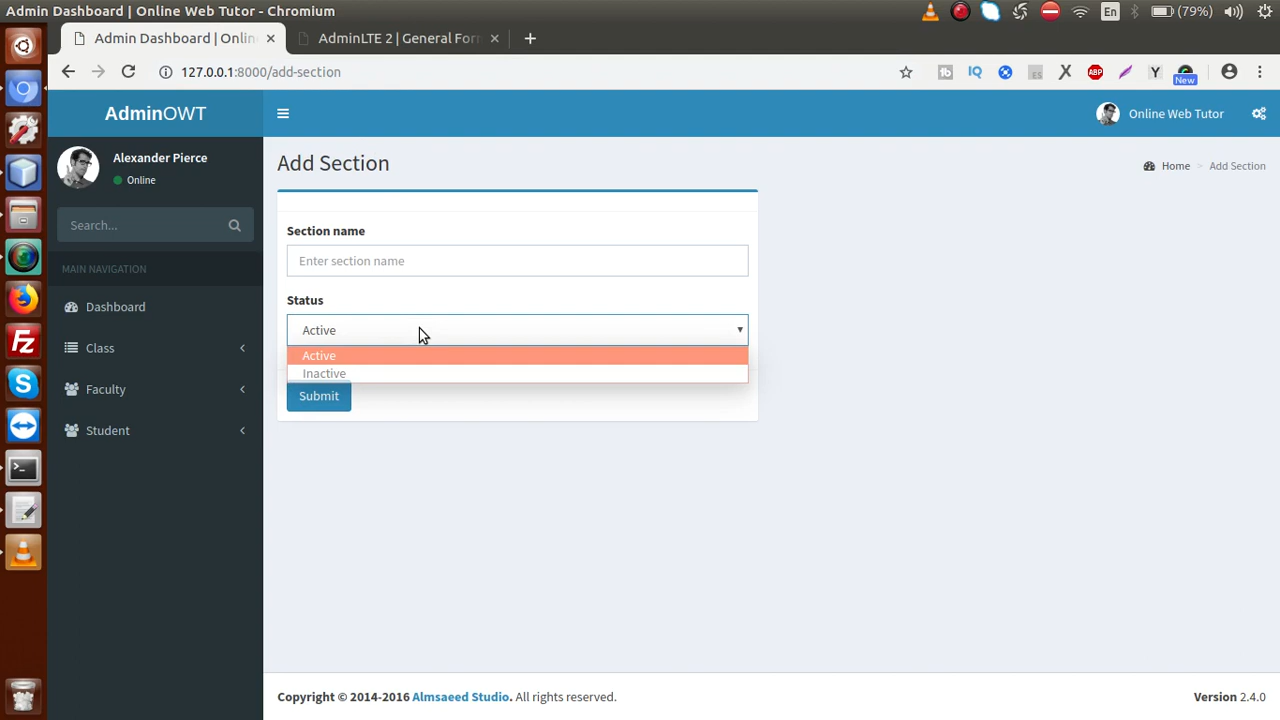 Admin Dashboard | Online Web Tutor - Chromium
En
(79%)
Admin Dashboard | Onlin
AdminLTE 2 | General For
127.0.0.1:8000/add-section
IQ
ES
X
ABP
Y
New
AdminOWT
Online Web Tutor
Alexander Pierce
Online
Add Section
Home > Add Section
Search...
Section name
Enter section name
MAIN NAVIGATION
Dashboard
Class
Faculty
Student
Status
Active
Active
Inactive
Submit
Copyright © 2014-2016 Almsaeed Studio. All rights reserved.
Version 2.4.0